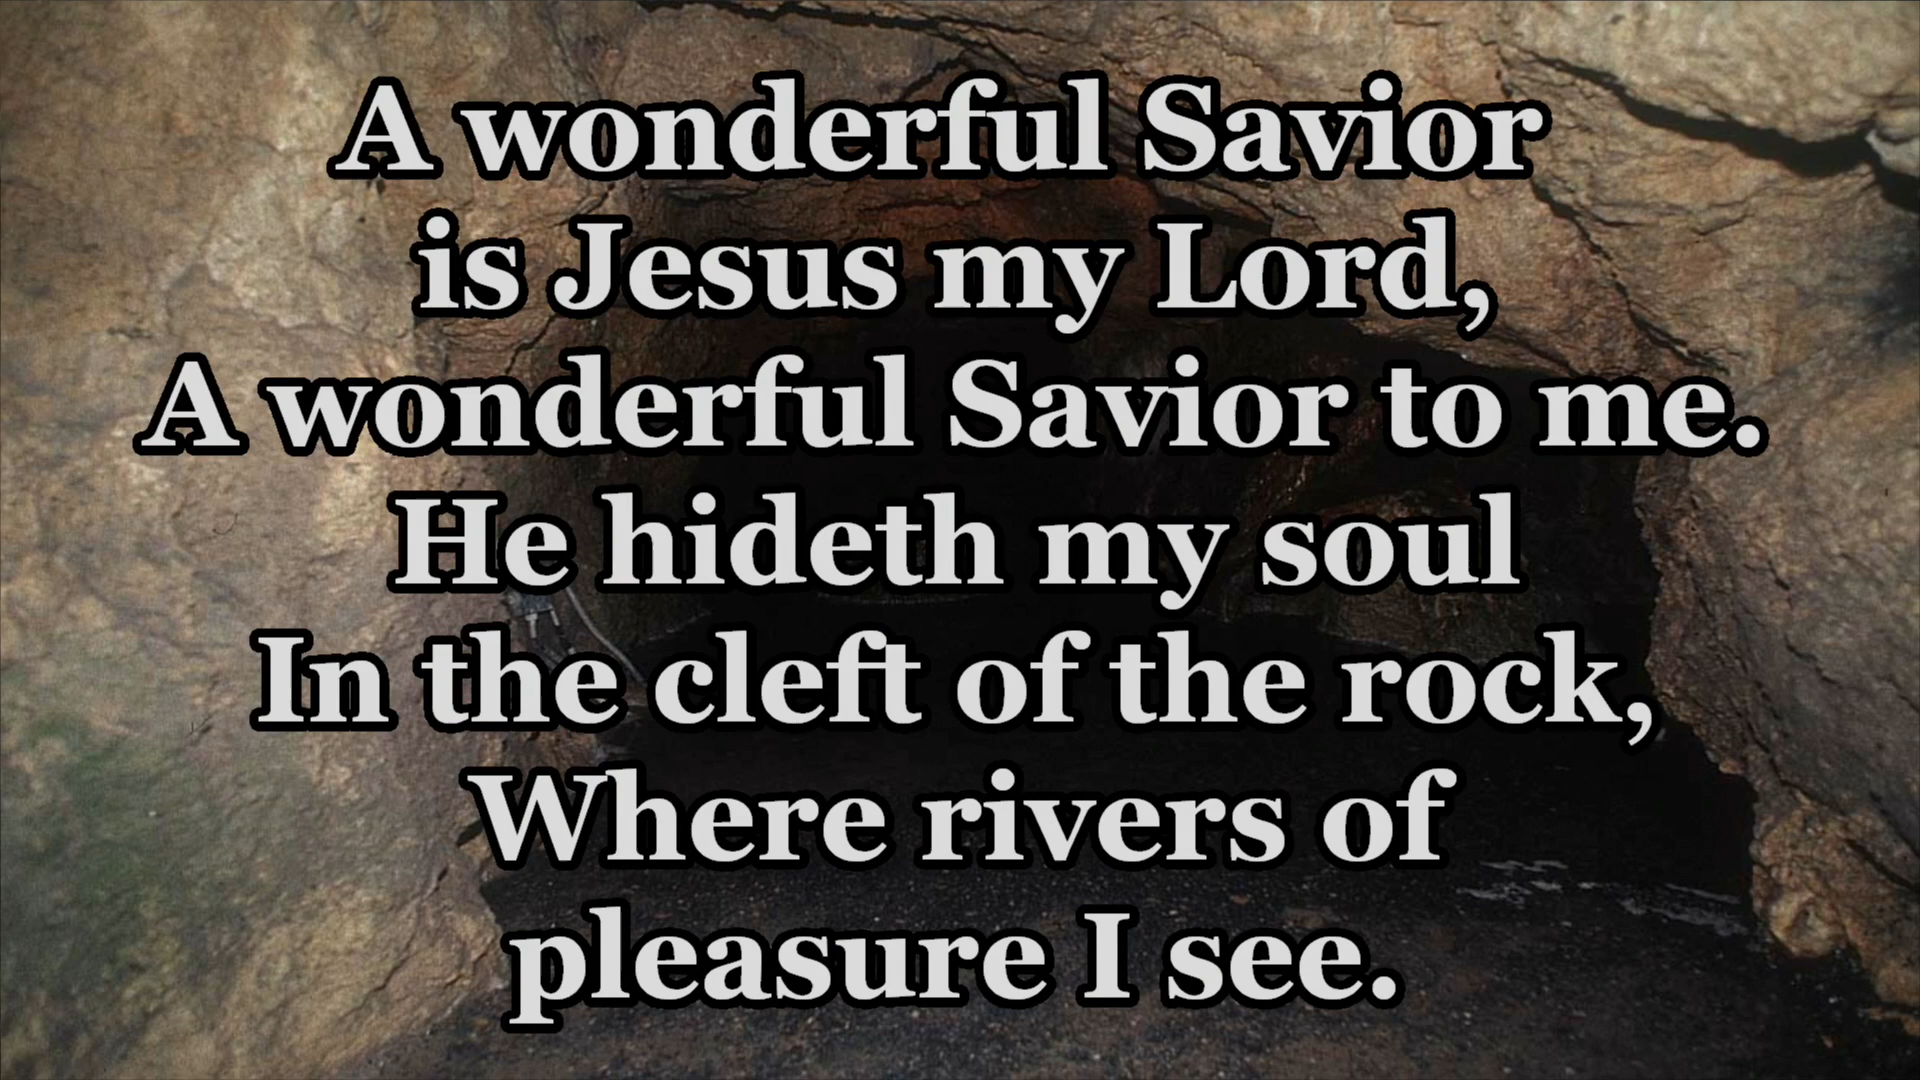 A wonderful Savior
is Jesus my Lord,
A wonderful Savior to me.
He hideth my soul
In the cleft of the rock,
Where rivers of
pleasure I see.